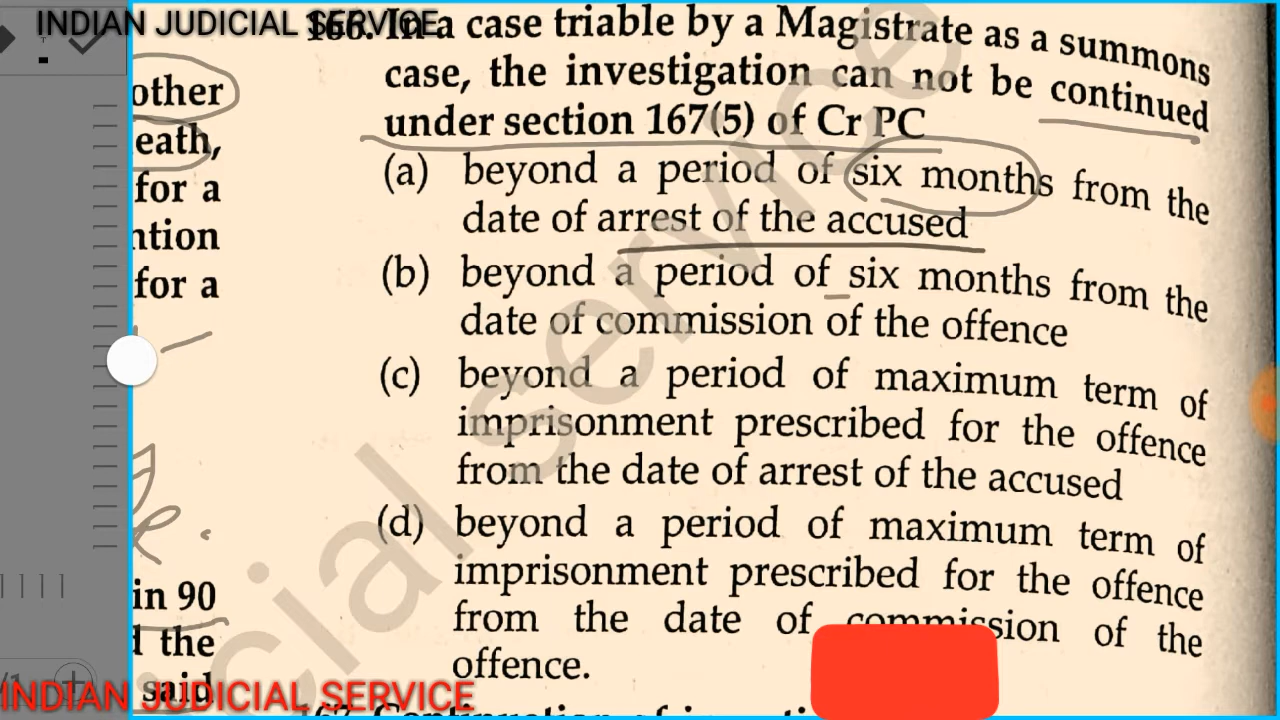 INDIAN JUDICIAL SERVICE
166. In a case triable by a Magistrate as a summons
case, the investigation can not be continued
under section 167(5) of Cr PC
(a) beyond a period of six months from the
date of arrest of the accused
(b) beyond a period of six months from the
date of commission of the offence
(c) beyond a period of maximum term of
imprisonment prescribed for the offence
from the date of arrest of the accused
(d) beyond a period of maximum term of
imprisonment prescribed for the offence
from the date of commission of the
offence.
other
eath,
for a
ntion
for a
in 90
the
said
cial service
INDIAN JUDICIAL SERVICE